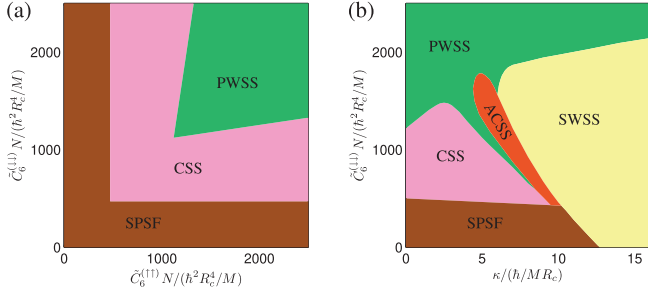 (a)
2000
1000
0
C̃₆^(↓↓) N/(ħ²R_c⁴/M)
PWSS
CSS
SPSF
0 1000 2000
C̃₆^(↑↑) N/(ħ²R_c⁴/M)
(b)
2000
1000
0
C̃₆^(↓↓) N/(ħ²R_c⁴/M)
PWSS
ACSS
SWSS
CSS
SPSF
0 5 10 15
κ/(ħ/MR_c)